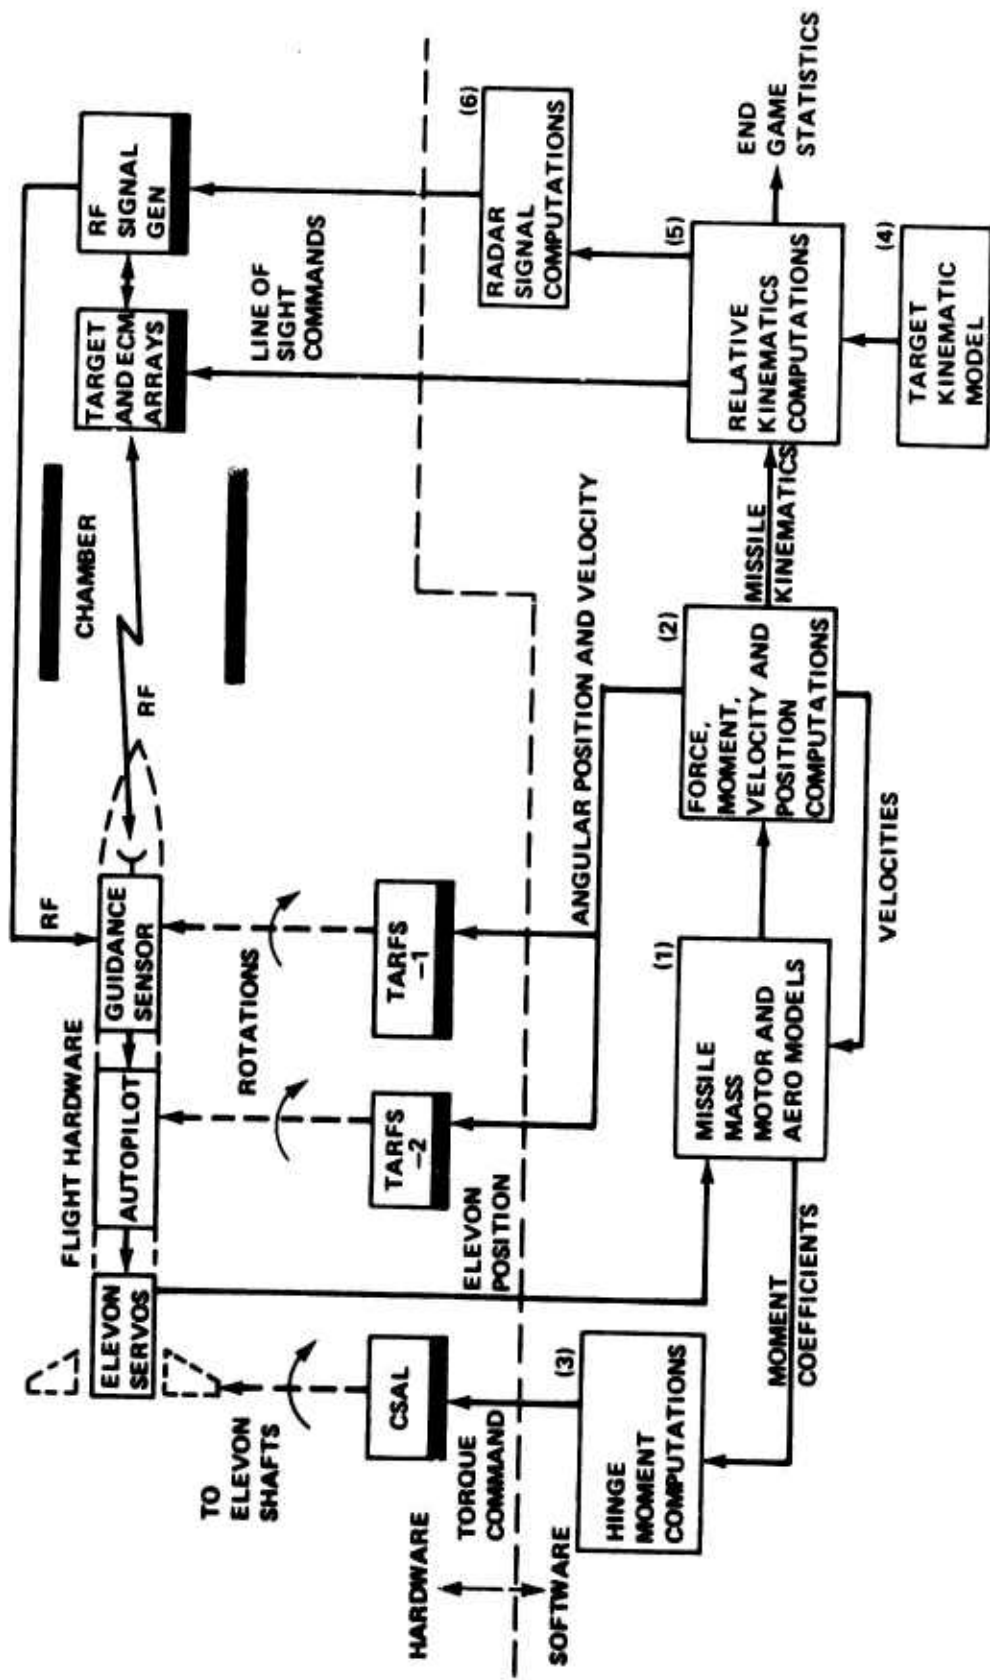 FLIGHT HARDWARE
ELEVON
SERVOS
AUTOPILOT
GUIDANCE
SENSOR
RF
RF
CHAMBER
TARGET
AND ECM
ARRAYS
RF
SIGNAL
GEN
TO
ELEVON
SHAFTS
ROTATIONS
CSAL
TARFS
-2
TARFS
-1
LINE OF
SIGHT
COMMANDS
HARDWARE
TORQUE
COMMAND
ELEVON
POSITION
SOFTWARE
ANGULAR POSITION AND VELOCITY
(6)
RADAR
SIGNAL
COMPUTATIONS
(3)
HINGE
MOMENT
COMPUTATIONS
(1)
MISSILE
MASS
MOTOR AND
AERO MODELS
(2)
FORCE,
MOMENT,
VELOCITY AND
POSITION
COMPUTATIONS
MISSILE
KINEMATICS
(5)
RELATIVE
KINEMATICS
COMPUTATIONS
END
GAME
STATISTICS
MOMENT
COEFFICIENTS
VELOCITIES
(4)
TARGET
KINEMATIC
MODEL